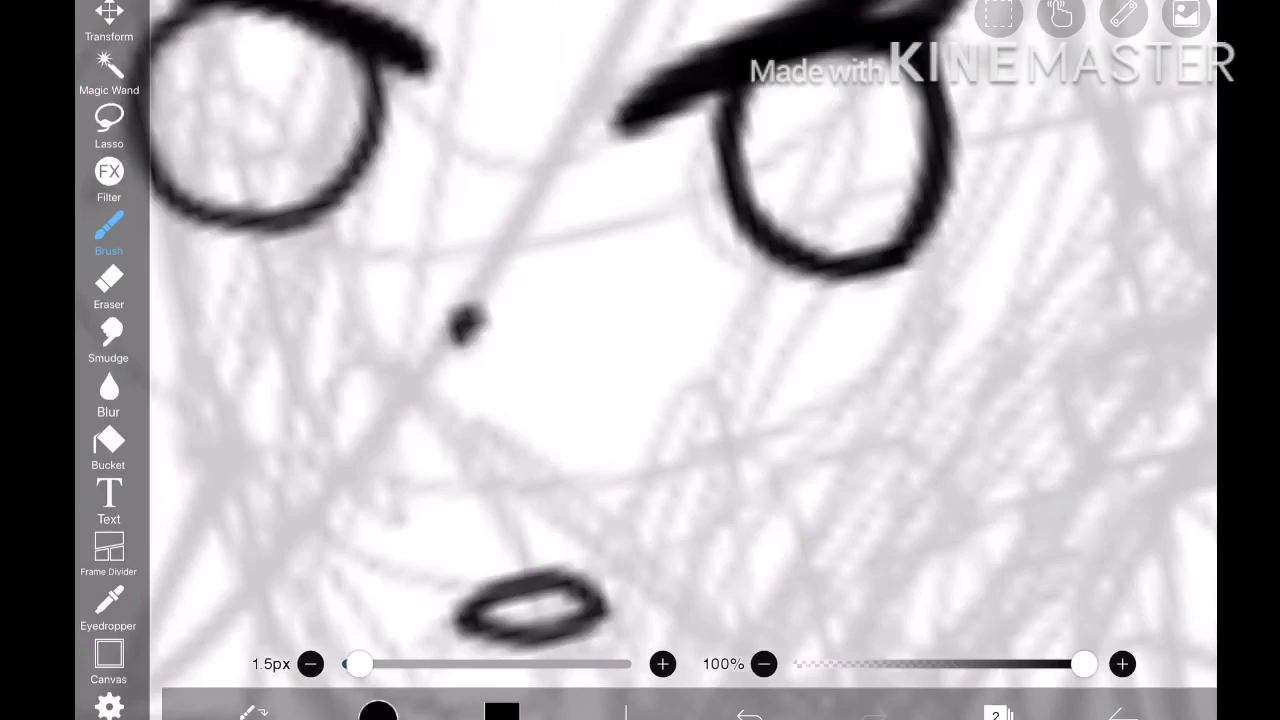 Transform
Made with KINEMASTER
Magic Wand
Lasso
FX
Filter
Brush
Eraser
Smudge
Blur
Bucket
T
Text
Frame Divider
Eyedropper
1.5px
100%
Canvas
2